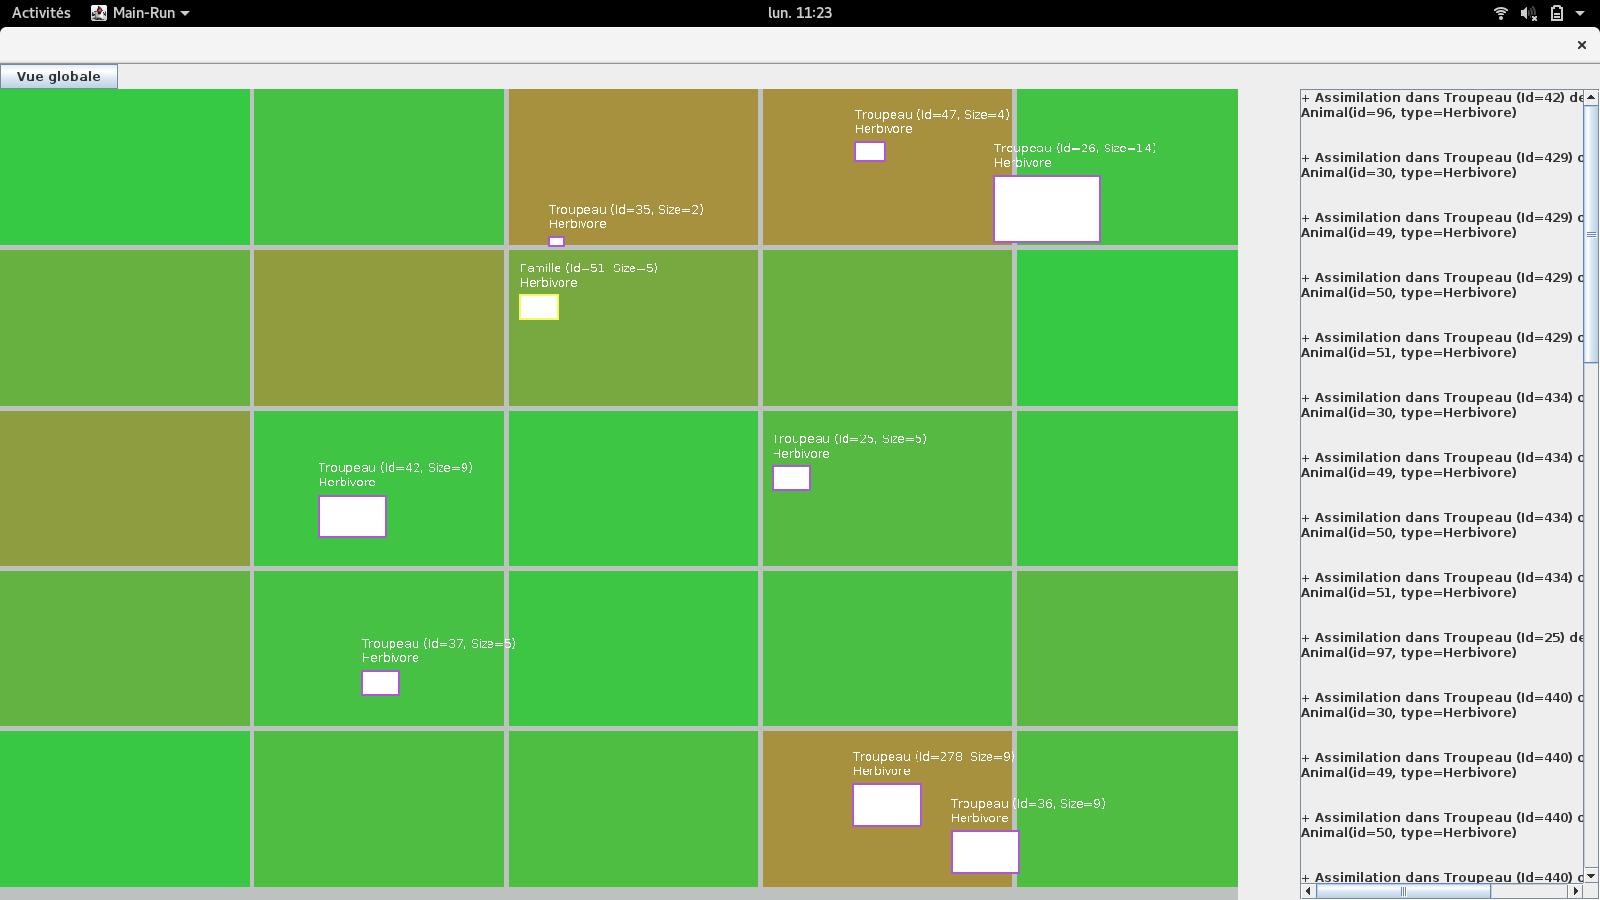 Activités
Main-Run
lun. 11:23
Vue globale
Troupeau (Id=47, Size=4)
Herbivore
Troupeau (Id=26, Size=14)
Herbivore
Troupeau (Id=35, Size=2)
Herbivore
Famille (Id=51, Size=5)
Herbivore
Troupeau (Id=25, Size=5)
Herbivore
Troupeau (Id=42, Size=9)
Herbivore
Troupeau (Id=37, Size=5)
Herbivore
Troupeau (Id=278, Size=9)
Herbivore
Troupeau (Id=36, Size=9)
Herbivore
+ Assimilation dans Troupeau (Id=42) de
Animal(id=96, type=Herbivore)
+ Assimilation dans Troupeau (Id=429)
Animal(id=30, type=Herbivore)
+ Assimilation dans Troupeau (Id=429)
Animal(id=49, type=Herbivore)
+ Assimilation dans Troupeau (Id=429)
Animal(id=50, type=Herbivore)
+ Assimilation dans Troupeau (Id=429)
Animal(id=51, type=Herbivore)
+ Assimilation dans Troupeau (Id=434)
Animal(id=30, type=Herbivore)
+ Assimilation dans Troupeau (Id=434)
Animal(id=49, type=Herbivore)
+ Assimilation dans Troupeau (Id=434)
Animal(id=50, type=Herbivore)
+ Assimilation dans Troupeau (Id=434)
Animal(id=51, type=Herbivore)
+ Assimilation dans Troupeau (Id=25) de
Animal(id=97, type=Herbivore)
+ Assimilation dans Troupeau (Id=440)
Animal(id=30, type=Herbivore)
+ Assimilation dans Troupeau (Id=440)
Animal(id=49, type=Herbivore)
+ Assimilation dans Troupeau (Id=440)
Animal(id=50, type=Herbivore)
+ Assimilation dans Troupeau (Id=440)